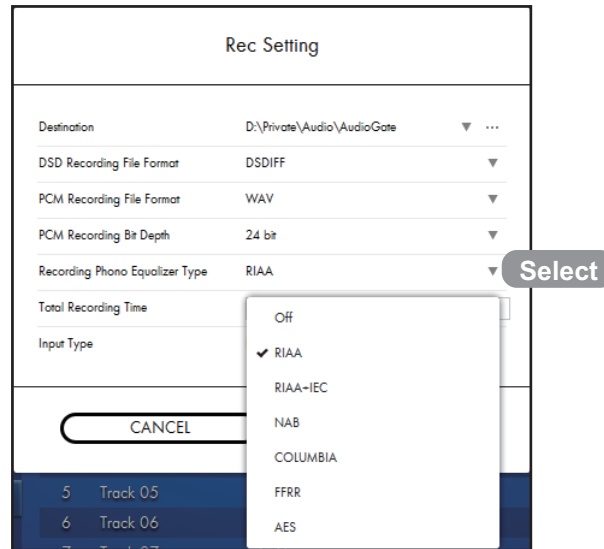 Rec Setting
Destination D:\Private\Audio\AudioGate ▼ ...
DSD Recording File Format DSDIFF ▼
PCM Recording File Format WAV ▼
PCM Recording Bit Depth 24 bit ▼
Recording Phono Equalizer Type RIAA ▼ Select
Total Recording Time
Input Type
Off
✔ RIAA
RIAA+IEC
NAB
COLUMBIA
FFRR
AES
CANCEL
5 Track 05
6 Track 06